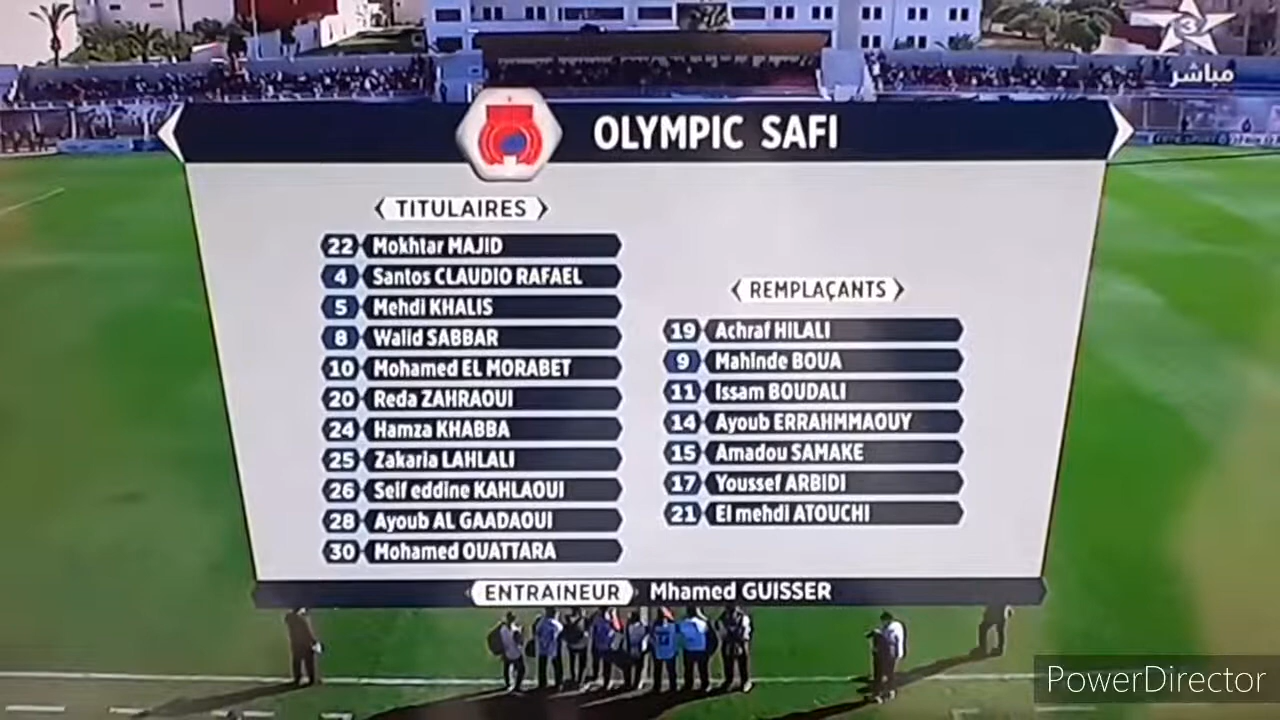 3
مباشر
OLYMPIC SAFI
TITULAIRES
22 Mokhtar MAJID
4 Santos CLAUDIO RAFAEL
5 Mehdi KHALIS
8 Walid SABBAR
10 Mohamed EL MORABET
20 Reda ZAHRAOUI
24 Hamza KHABBA
25 Zakaria LAHLALI
26 Seif eddine KAHLAOUI
28 Ayoub AL GAADAOUI
30 Mohamed OUATTARA
REMPLAÇANTS
19 Achraf HILALI
9 Mahinde BOUA
11 Issam BOUDALI
14 Ayoub ERRAHMMAOUY
15 Amadou SAMAKE
17 Youssef ARBIDI
21 El mehdi ATOUCHI
ENTRAINEUR Mhamed GUISSER
PowerDirector